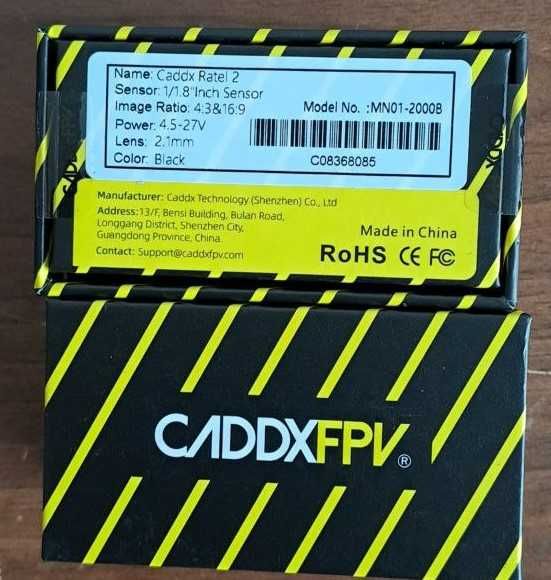 Name: Caddx Ratel 2
Sensor: 1/1.8"Inch Sensor
Image Ratio: 4:3&16:9
Model No. :MN01-2000B
Power: 4.5-27V
Lens: 2.1mm
Color: Black
C08368085
Manufacturer: Caddx Technology (Shenzhen) Co., Ltd
Address:13/F, Bensi Building, Bulan Road,
Longgang District, Shenzhen City,
Guangdong Province, China.
Contact: Support@caddxfpv.com
Made in China
RoHS CE FC
CADDXFPV®